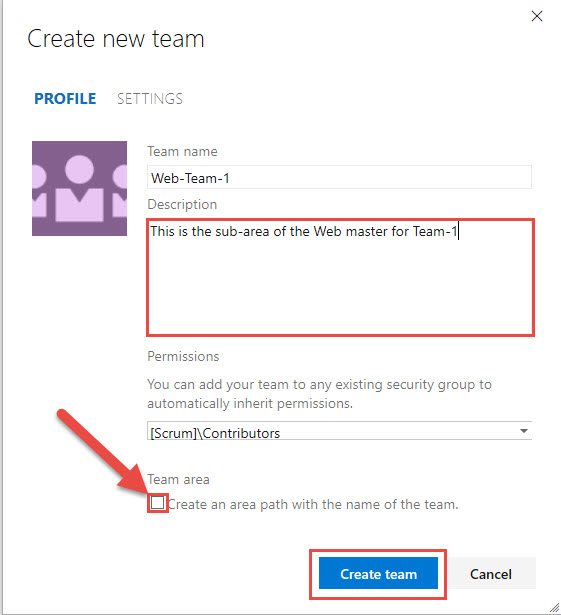 Create new team
PROFILE SETTINGS
Team name
Web-Team-1
Description
This is the sub-area of the Web master for Team-1
Permissions
You can add your team to any existing security group to
automatically inherit permissions.
[Scrum]\Contributors
Team area
Create an area path with the name of the team.
Create team Cancel